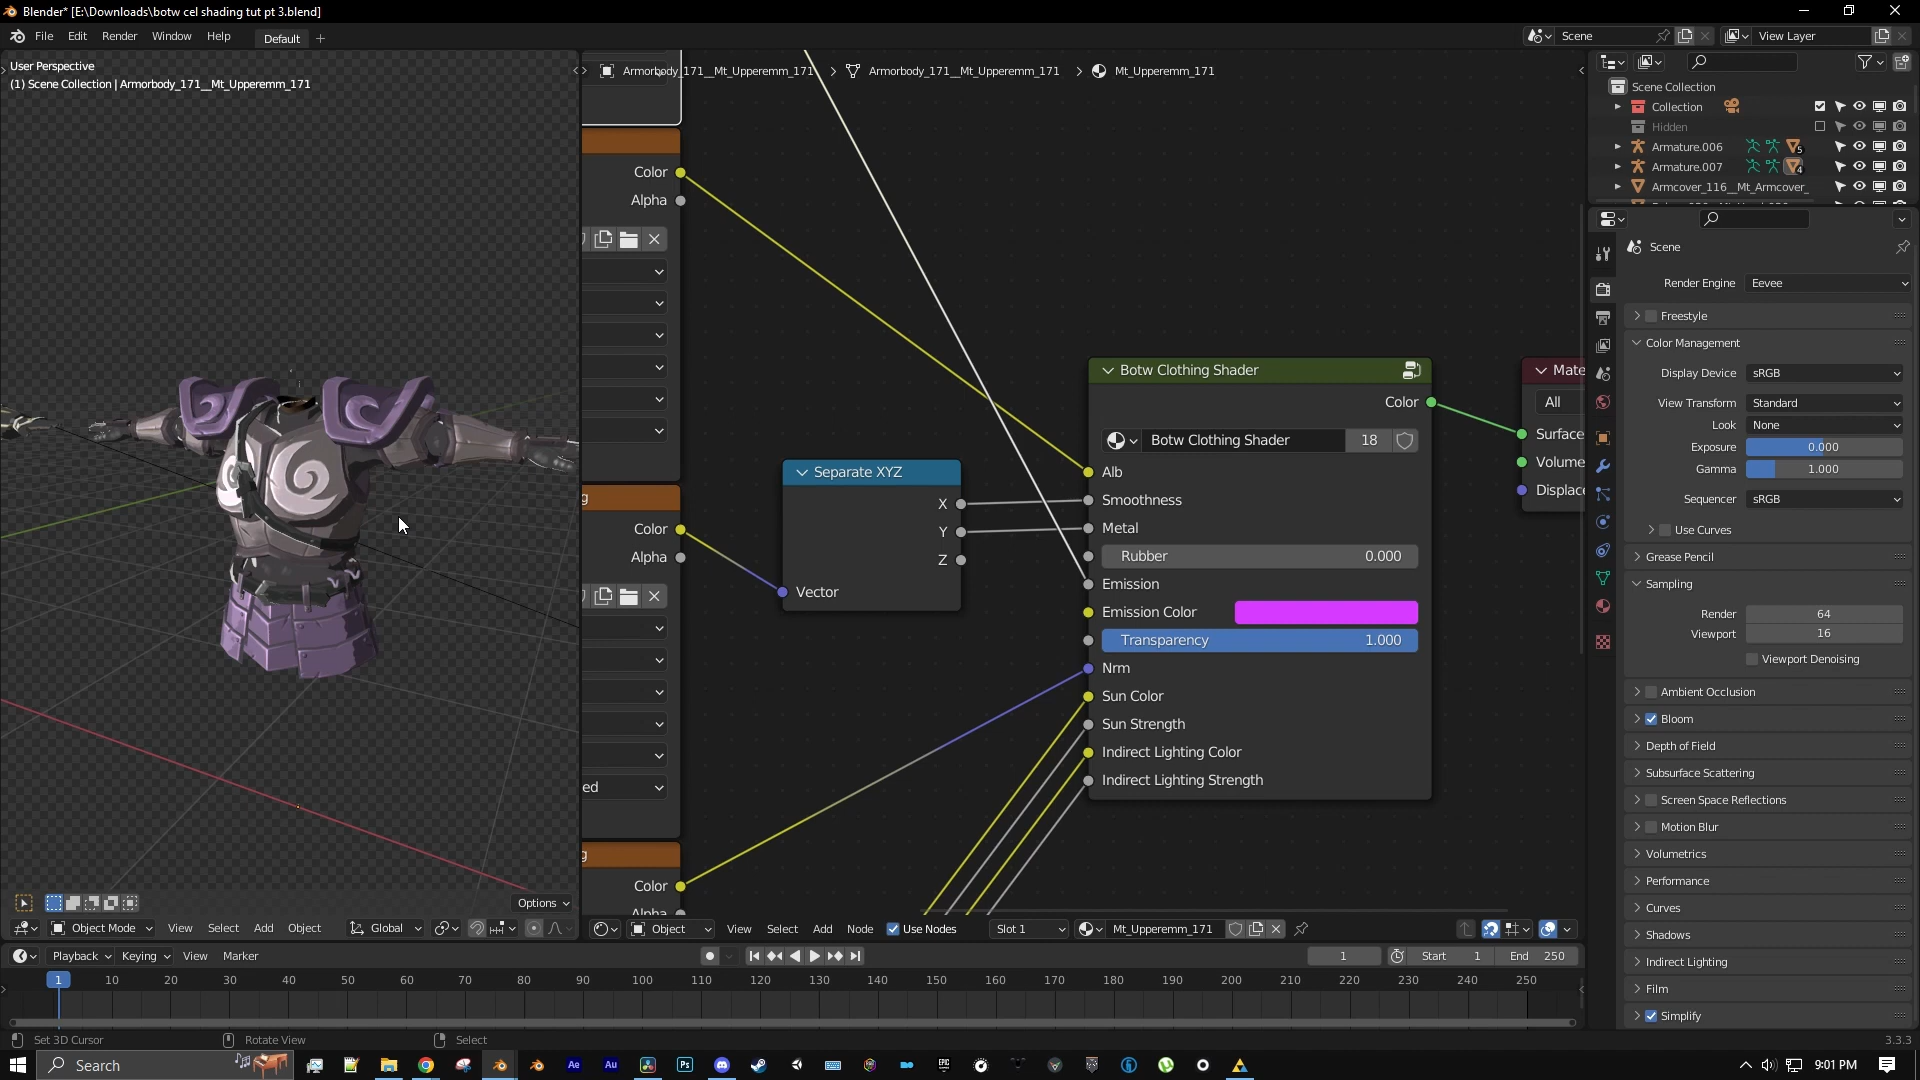 Blender* [E:\Downloads\botw cel shading tut pt 3.blend]
File Edit Render Window Help Default Scene View Layer
User Perspective
(1) Scene Collection | Armorbody_171__Mt_Upperemm_171
Armorbody_171__Mt_Upperemm_171 Armorbody_171__Mt_Upperemm_171 Mt_Upperemm_171
Scene Collection
Collection
Hidden
Armature.006 5
Armature.007 4
Armcover_116__Mt_Armcover_
Color
Alpha
g
Color
Alpha
ed
g
Color
Alpha
Separate XYZ
X
Y
Z
Vector
Botw Clothing Shader
Color
Botw Clothing Shader 18
Alb
Smoothness
Metal
Rubber 0.000
Emission
Emission Color
Transparency 1.000
Nrm
Sun Color
Sun Strength
Indirect Lighting Color
Indirect Lighting Strength
Mate
All
Surface
Volume
Displac
Scene
Render Engine Eevee
Freestyle
Color Management
Display Device sRGB
View Transform Standard
Look None
Exposure 0.000
Gamma 1.000
Sequencer sRGB
Use Curves
Grease Pencil
Sampling
Render 64
Viewport 16
Viewport Denoising
Ambient Occlusion
Bloom
Depth of Field
Subsurface Scattering
Screen Space Reflections
Motion Blur
Volumetrics
Performance
Curves
Shadows
Indirect Lighting
Film
Simplify
Options
Object Mode View Select Add Object Global
Object View Select Add Node Use Nodes Slot 1 Mt_Upperemm_171
Playback Keying View Marker 1 Start 1 End 250
1 10 20 30 40 50 60 70 80 90 100 110 120 130 140 150 160 170 180 190 200 210 220 230 240 250
Set 3D Cursor Rotate View Select 3.3.3
Search Ae Au Ps EPIC 9:01 PM